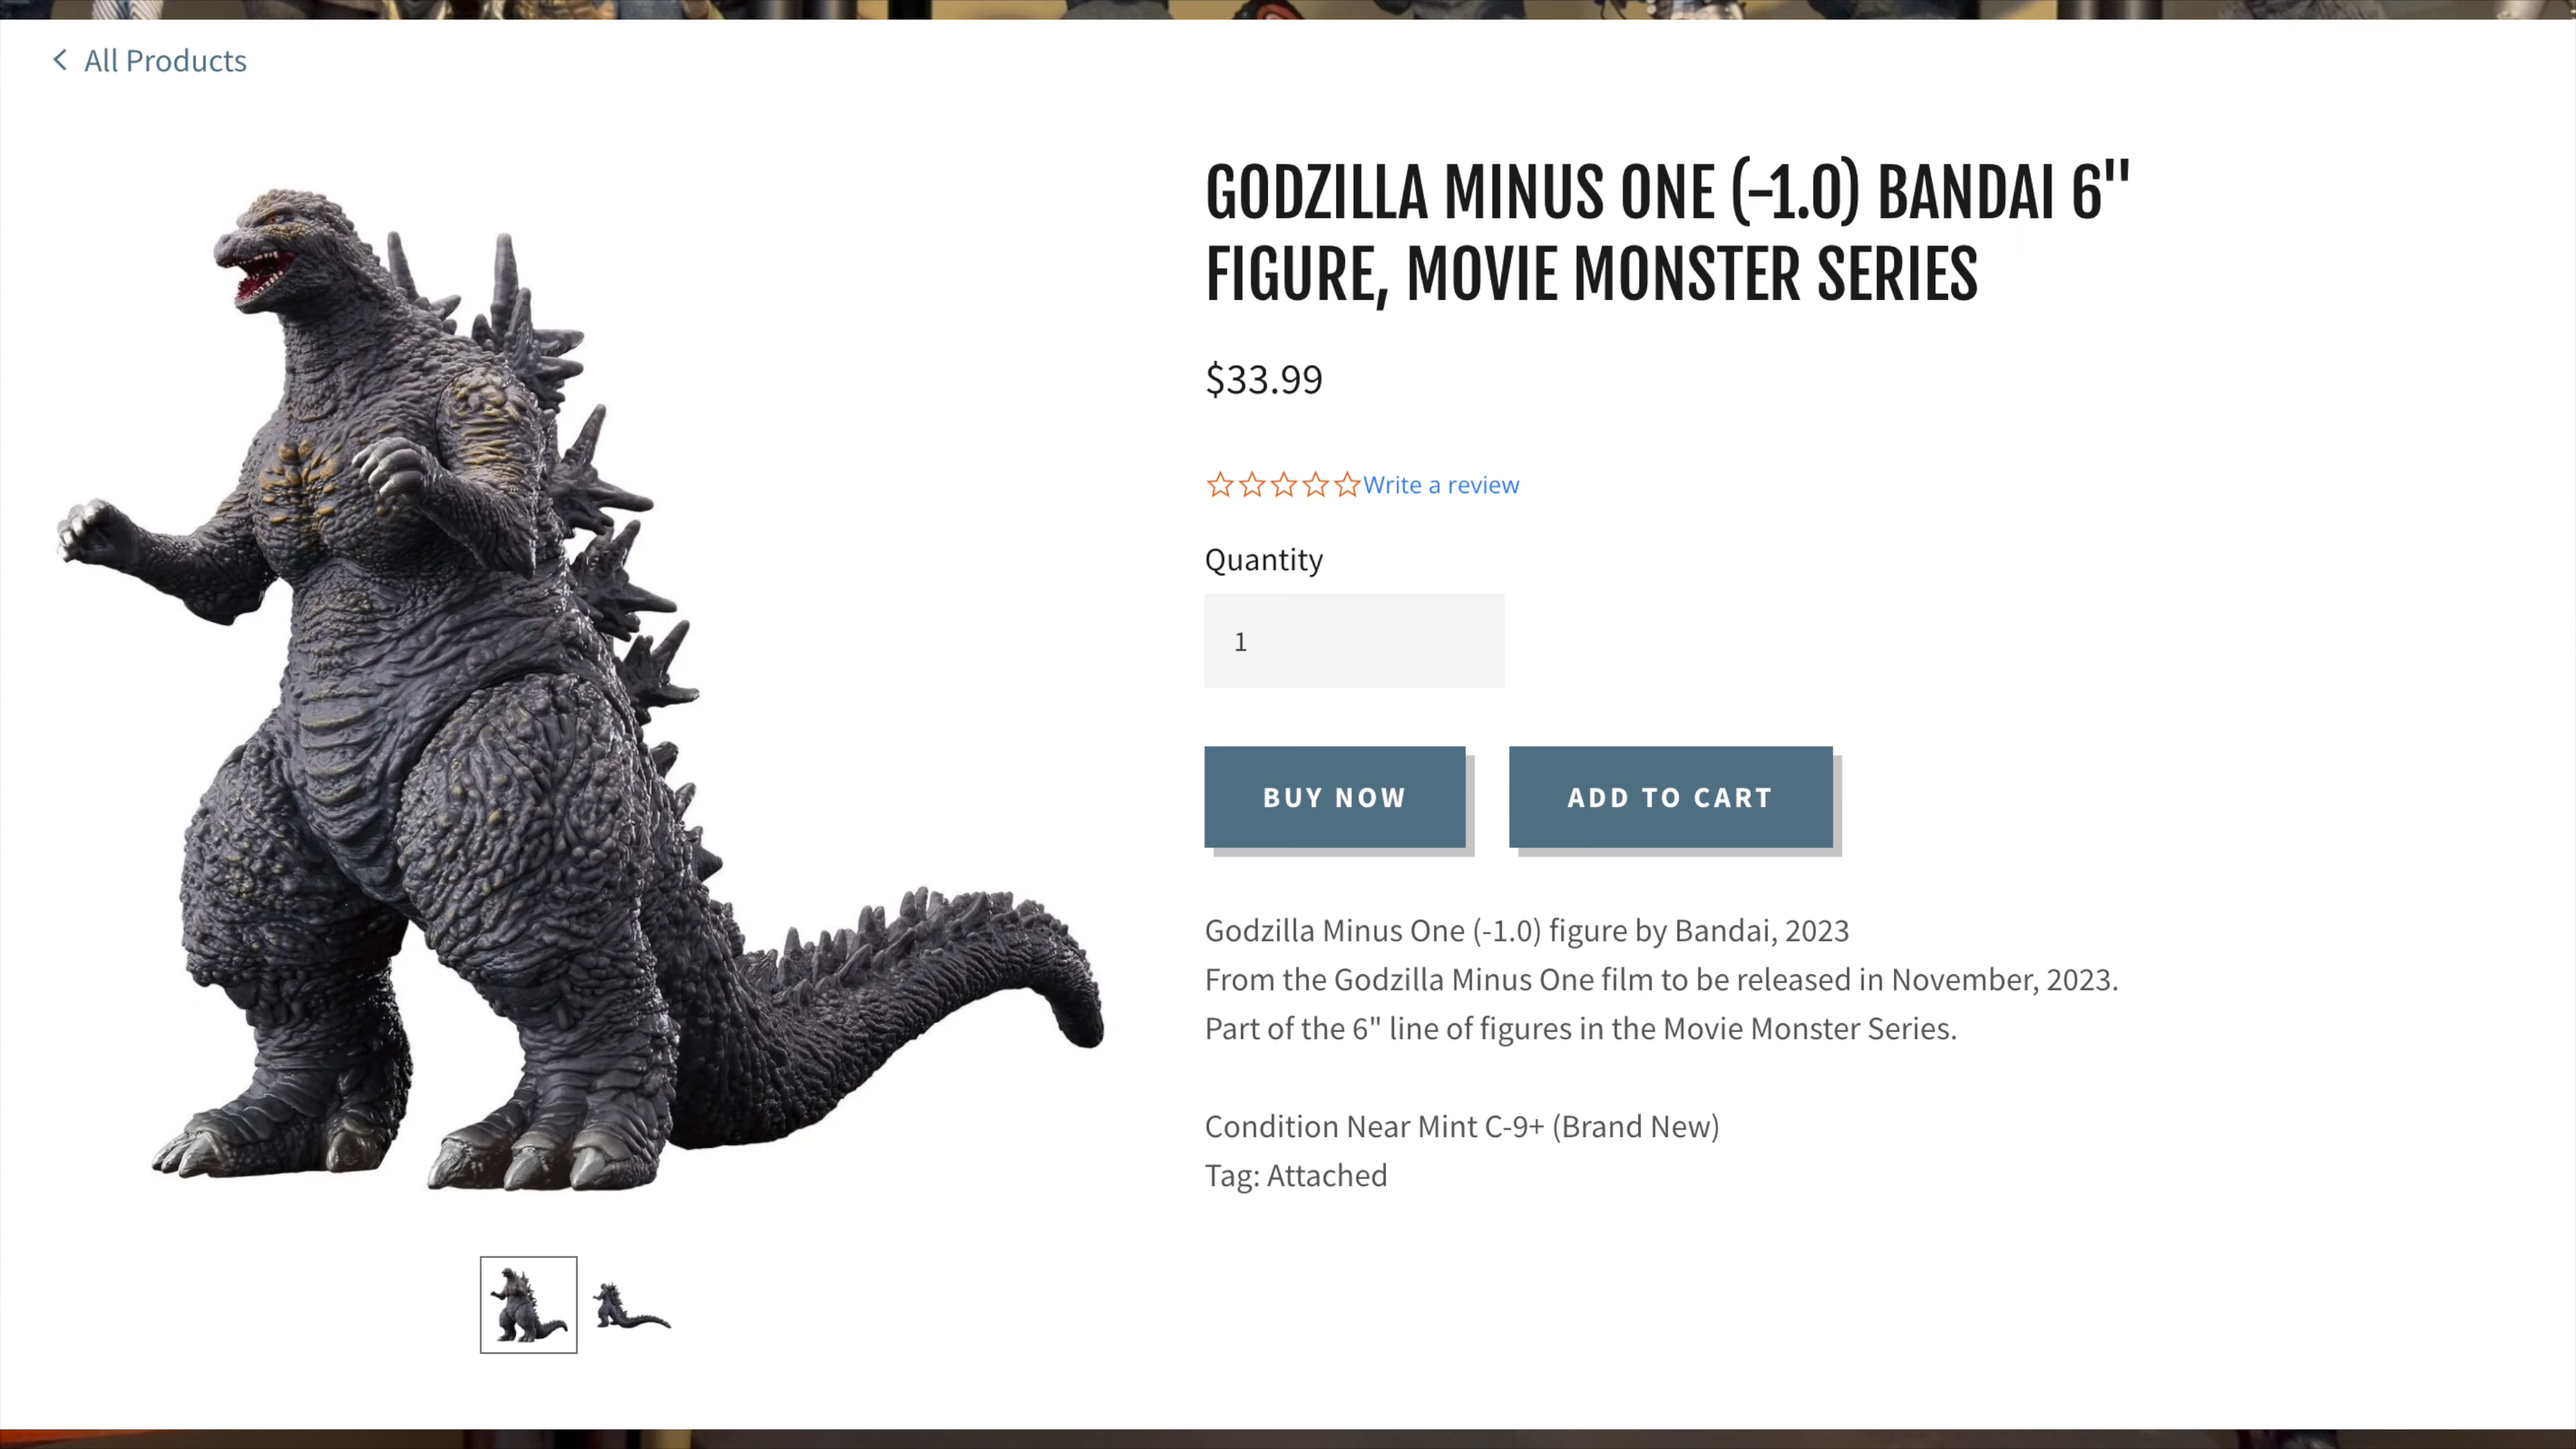 All Products
GODZILLA MINUS ONE (-1.0) BANDAI 6"
FIGURE, MOVIE MONSTER SERIES
$33.99
Write a review
Quantity
1
BUY NOW
ADD TO CART
Godzilla Minus One (-1.0) figure by Bandai, 2023
From the Godzilla Minus One film to be released in November, 2023.
Part of the 6" line of figures in the Movie Monster Series.
Condition Near Mint C-9+ (Brand New)
Tag: Attached